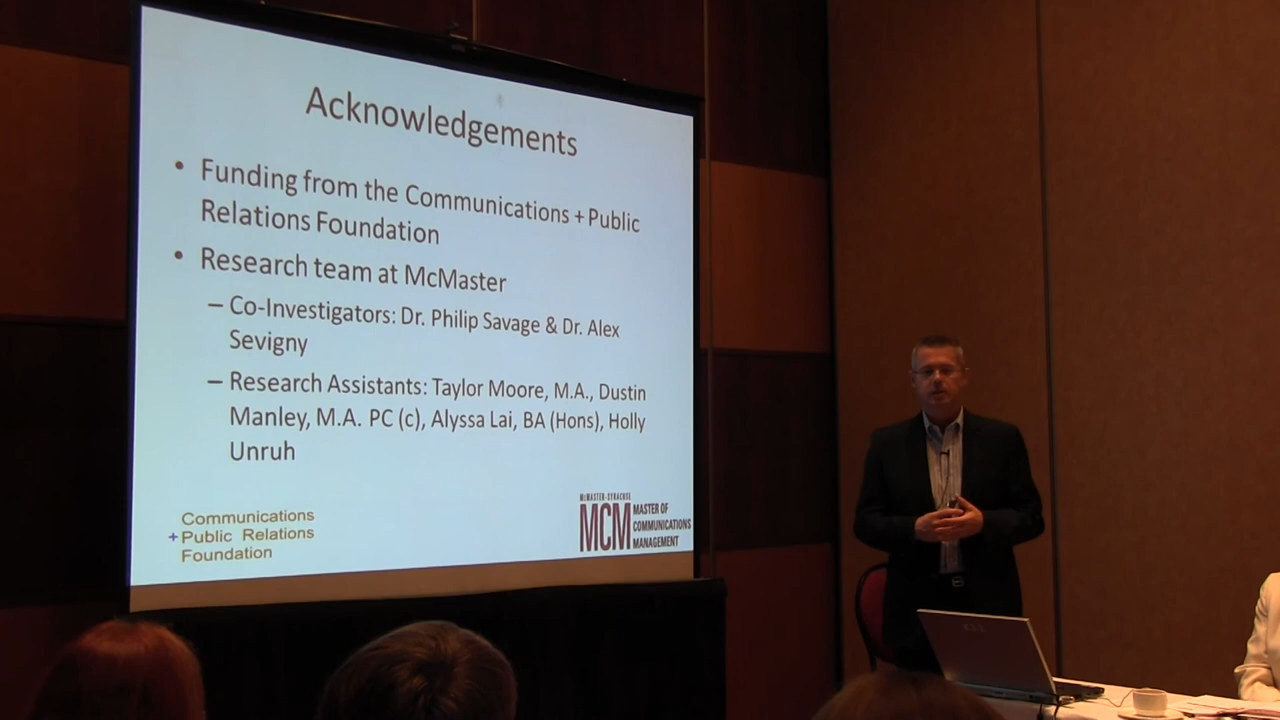 Acknowledgements
• Funding from the Communications + Public
Relations Foundation
• Research team at McMaster
– Co-Investigators: Dr. Philip Savage & Dr. Alex
Sevigny
– Research Assistants: Taylor Moore, M.A., Dustin
Manley, M.A. PC (c), Alyssa Lai, BA (Hons), Holly
Unruh
Communications
+Public Relations
Foundation
McMASTER-SYRACUSE
MCM
MASTER OF
COMMUNICATIONS
MANAGEMENT